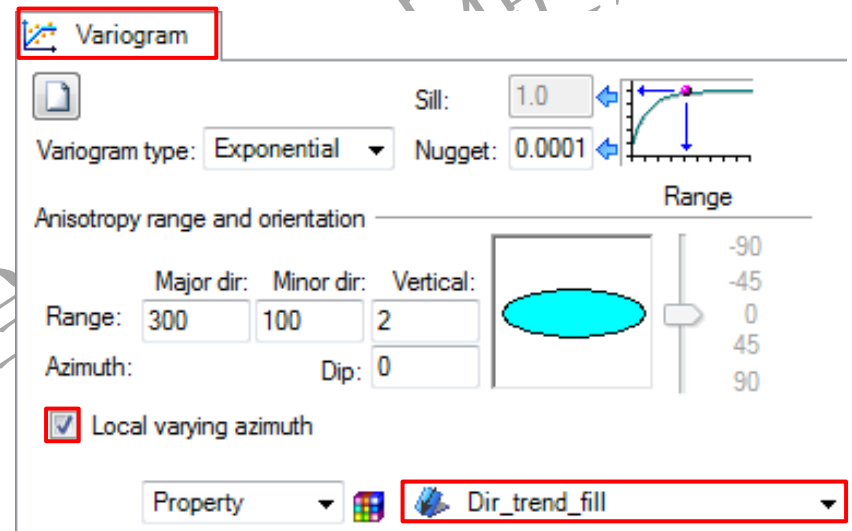 Variogram
Sill: 1.0
Variogram type: Exponential Nugget: 0.0001
Range
Anisotropy range and orientation
-90
Major dir: Minor dir: Vertical: -45
Range: 300 100 2 0
45
Azimuth: Dip: 0
90
Local varying azimuth
Property Dir_trend_fill